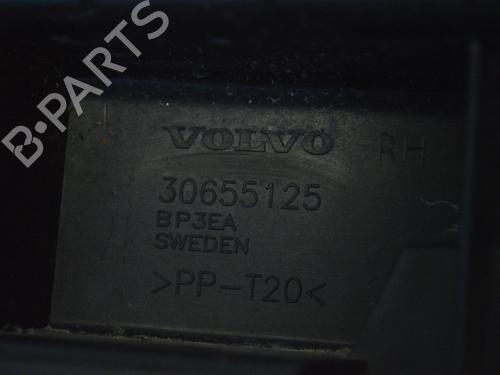 B-PARTS
VOLVO RH
30655125
BP3EA
SWEDEN
>PP-T20<